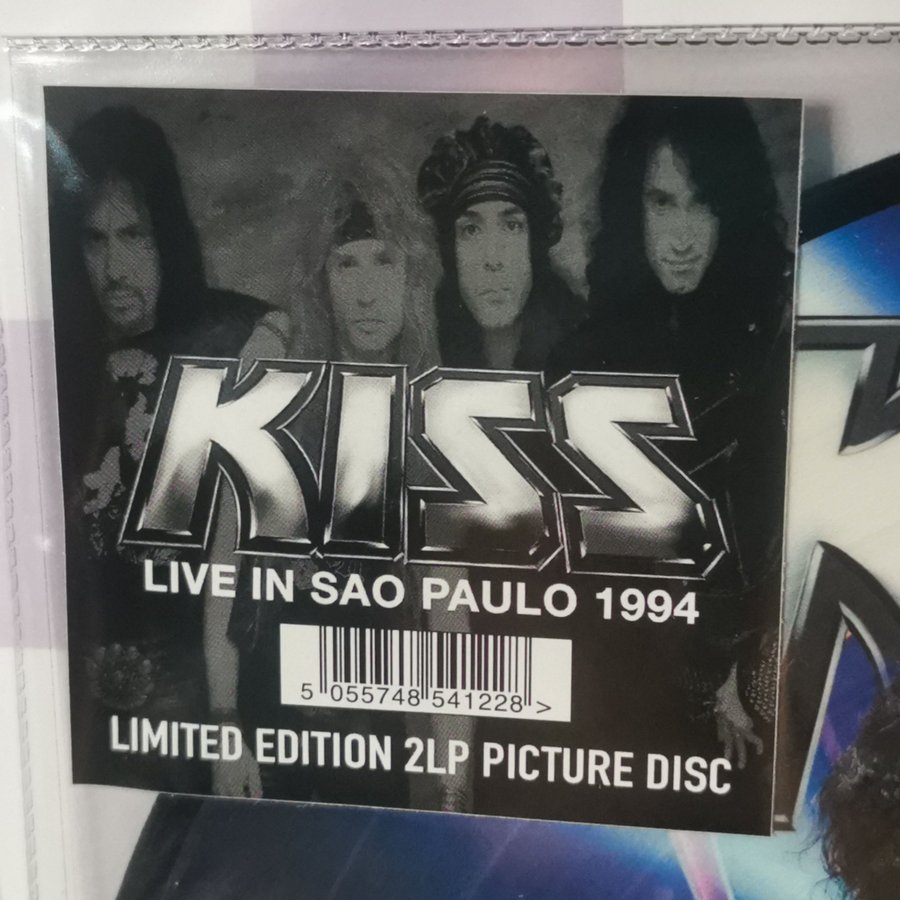 KISS
LIVE IN SAO PAULO 1994
5 055748 541228 >
LIMITED EDITION 2LP PICTURE DISC